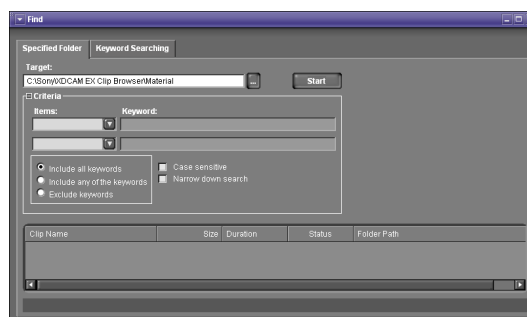 Find
Specified Folder Keyword Searching
Target:
C:\Sony\XDCAM EX Clip Browser\Material ... Start
Criteria
Items: Keyword:
Include all keywords Case sensitive
Include any of the keywords Narrow down search
Exclude keywords
Clip Name Size Duration Status Folder Path